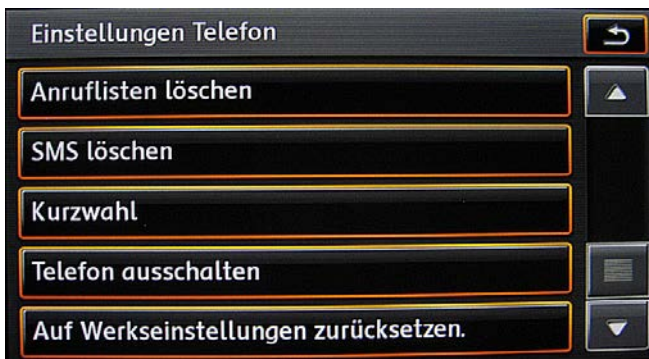 Einstellungen Telefon
Anruflisten löschen
SMS löschen
Kurzwahl
Telefon ausschalten
Auf Werkseinstellungen zurücksetzen.